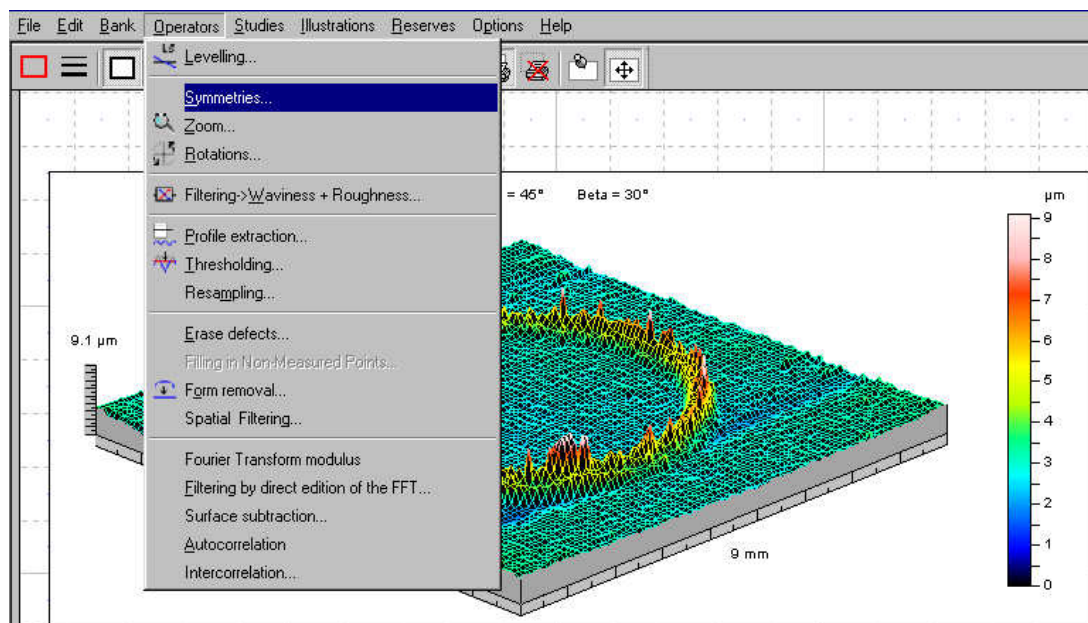 File Edit Bank Operators Studies Illustrations Reserves Options Help
LS
Levelling...
Symmetries...
Zoom...
Rotations...
Filtering->Waviness + Roughness...
Profile extraction...
Thresholding...
Resampling...
Erase defects...
Filling in Non-Measured Points...
Form removal...
Spatial Filtering...
Fourier Transform modulus
Filtering by direct edition of the FFT...
Surface subtraction...
Autocorrelation
Intercorrelation...
= 45° Beta = 30°
µm
9
8
7
6
5
4
3
2
1
0
9.1 µm
9 mm